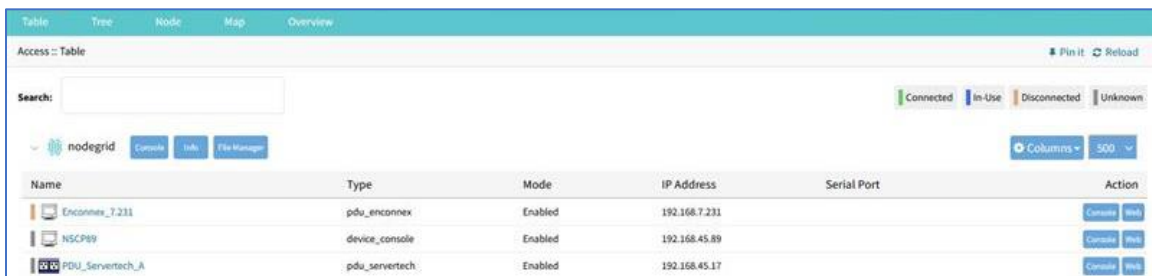 Table Tree Node Map Overview
Access :: Table Pin it Reload
Search: Connected In-Use Disconnected Unknown
nodegrid Console Info File Manager Columns 500
Name Type Mode IP Address Serial Port Action
Enconnex_7.231 pdu_enconnex Enabled 192.168.7.231 Console Web
NSCP89 device_console Enabled 192.168.45.89 Console Web
PDU_Servertech_A pdu_servertech Enabled 192.168.45.17 Console Web